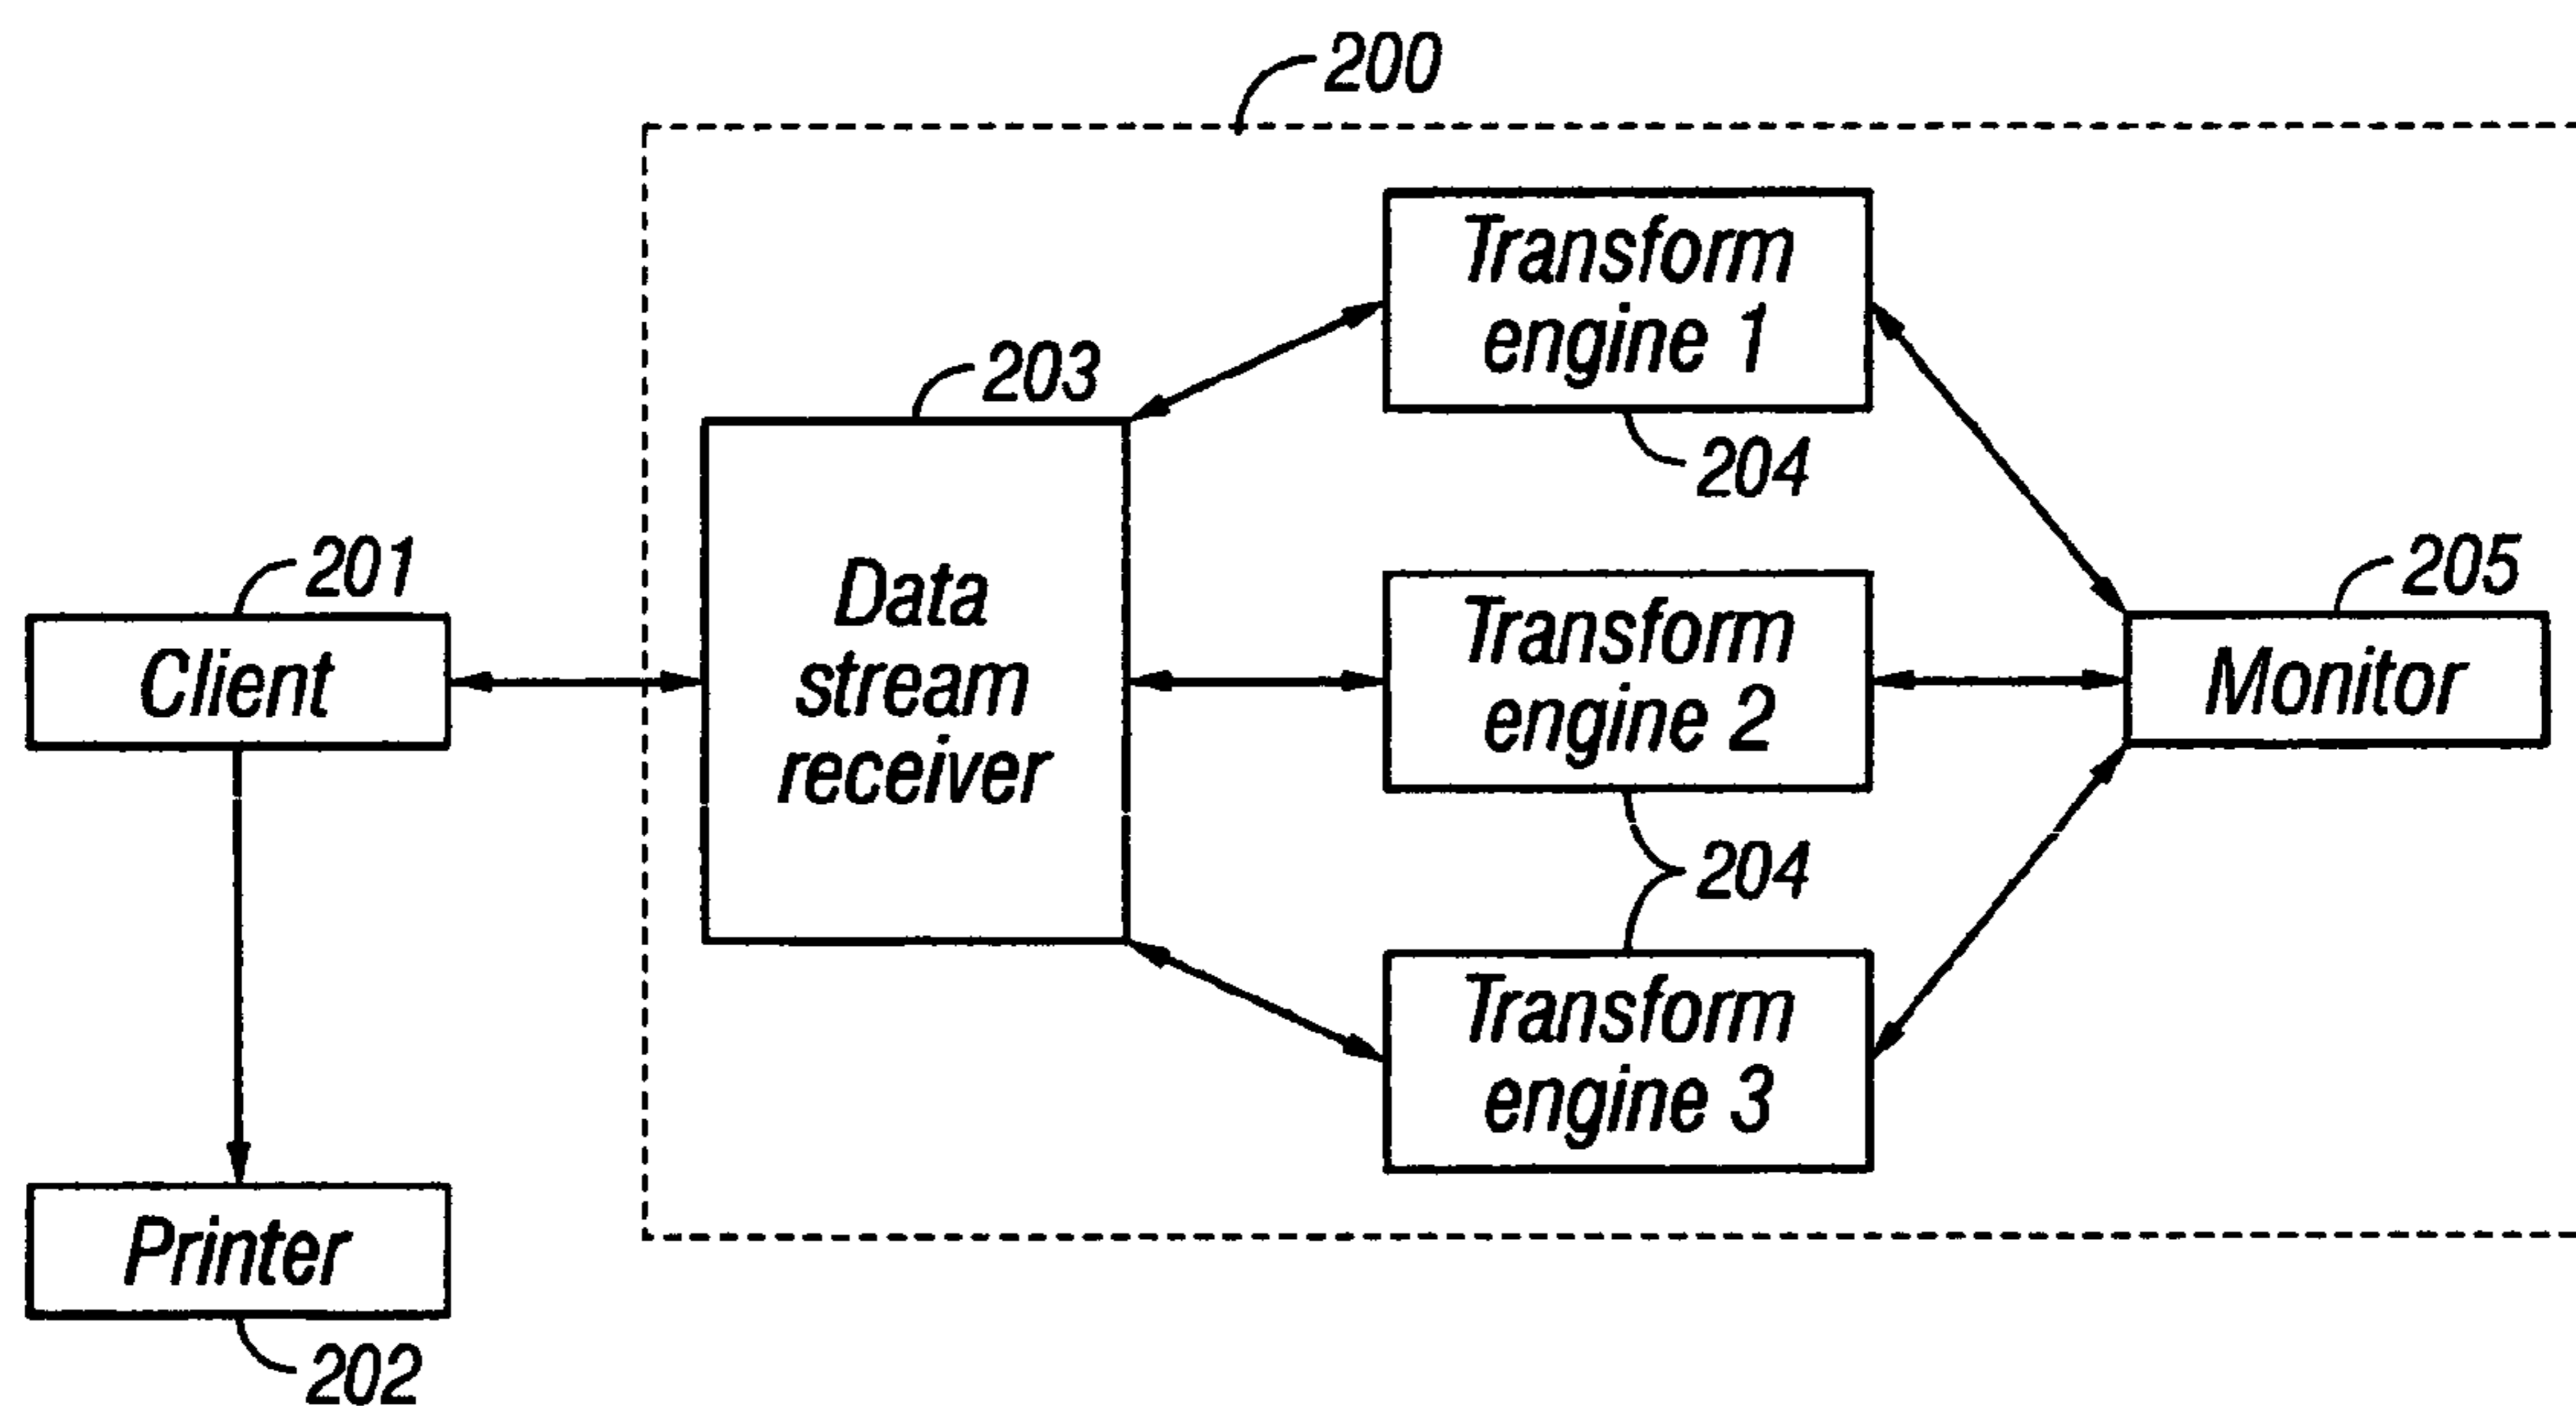 200
Transform
engine 1
204
203
Data
stream
receiver
201
Client
Transform
engine 2
204
205
Monitor
Transform
engine 3
Printer
202